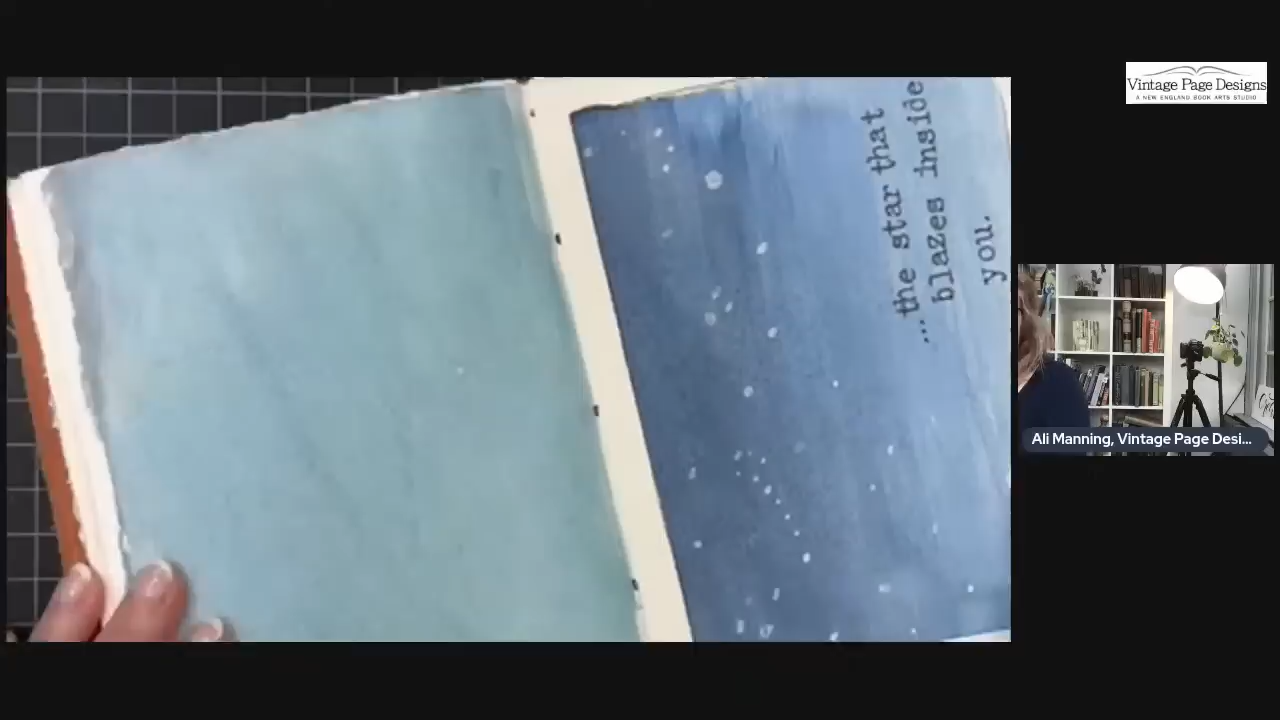 ...the star that
blazes inside
you.
Vintage Page Designs
A NEW ENGLAND BOOK ARTS STUDIO
Ali Manning, Vintage Page Desi...